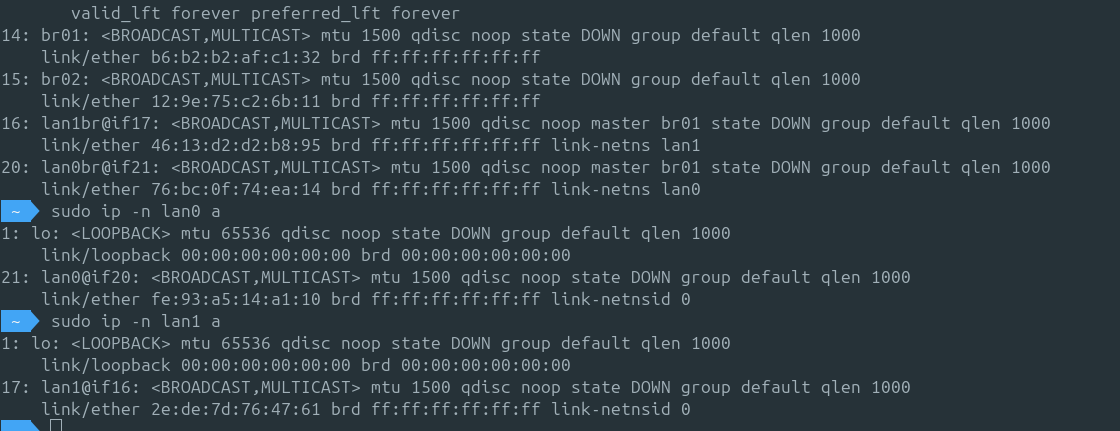 valid_lft forever preferred_lft forever
14: br01: <BROADCAST,MULTICAST> mtu 1500 qdisc noop state DOWN group default qlen 1000
link/ether b6:b2:b2:af:c1:32 brd ff:ff:ff:ff:ff:ff
15: br02: <BROADCAST,MULTICAST> mtu 1500 qdisc noop state DOWN group default qlen 1000
link/ether 12:9e:75:c2:6b:11 brd ff:ff:ff:ff:ff:ff
16: lan1br@if17: <BROADCAST,MULTICAST> mtu 1500 qdisc noop master br01 state DOWN group default qlen 1000
link/ether 46:13:d2:d2:b8:95 brd ff:ff:ff:ff:ff:ff link-netns lan1
20: lan0br@if21: <BROADCAST,MULTICAST> mtu 1500 qdisc noop master br01 state DOWN group default qlen 1000
link/ether 76:bc:0f:74:ea:14 brd ff:ff:ff:ff:ff:ff link-netns lan0
~ sudo ip -n lan0 a
1: lo: <LOOPBACK> mtu 65536 qdisc noop state DOWN group default qlen 1000
link/loopback 00:00:00:00:00:00 brd 00:00:00:00:00:00
21: lan0@if20: <BROADCAST,MULTICAST> mtu 1500 qdisc noop state DOWN group default qlen 1000
link/ether fe:93:a5:14:a1:10 brd ff:ff:ff:ff:ff:ff link-netnsid 0
~ sudo ip -n lan1 a
1: lo: <LOOPBACK> mtu 65536 qdisc noop state DOWN group default qlen 1000
link/loopback 00:00:00:00:00:00 brd 00:00:00:00:00:00
17: lan1@if16: <BROADCAST,MULTICAST> mtu 1500 qdisc noop state DOWN group default qlen 1000
link/ether 2e:de:7d:76:47:61 brd ff:ff:ff:ff:ff:ff link-netnsid 0